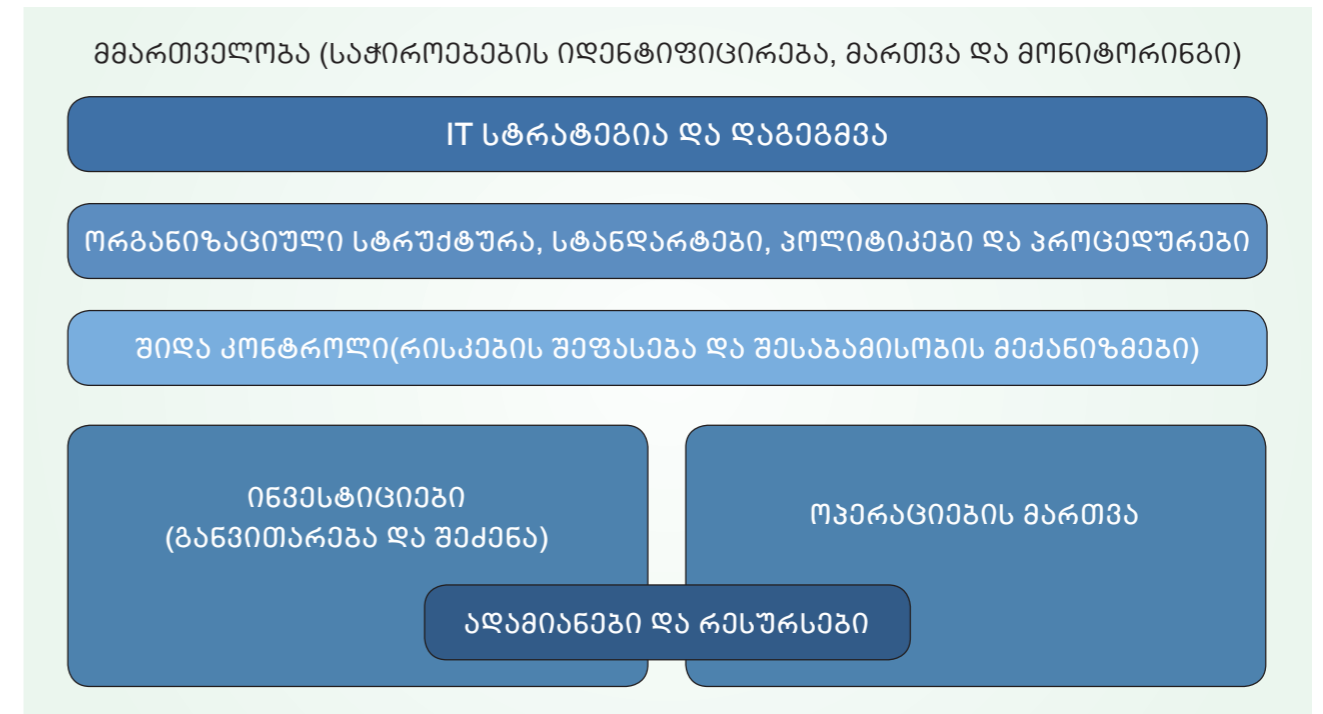 მმართველობა (საჭიროებების იდენტიფიცირება, მართვა და მონიტორინგი)
IT სტრატეგია და დაგეგმვა
ორგანიზაციული სტრუქტურა, სტანდარტები, პოლიტიკები და პროცედურები
შიდა კონტროლი(რისკების შეფასება და შესაბამისობის მექანიზმები)
ინვესტიციები
(განვითარება და შეძენა)
ოპერაციების მართვა
ადამიანები და რესურსები